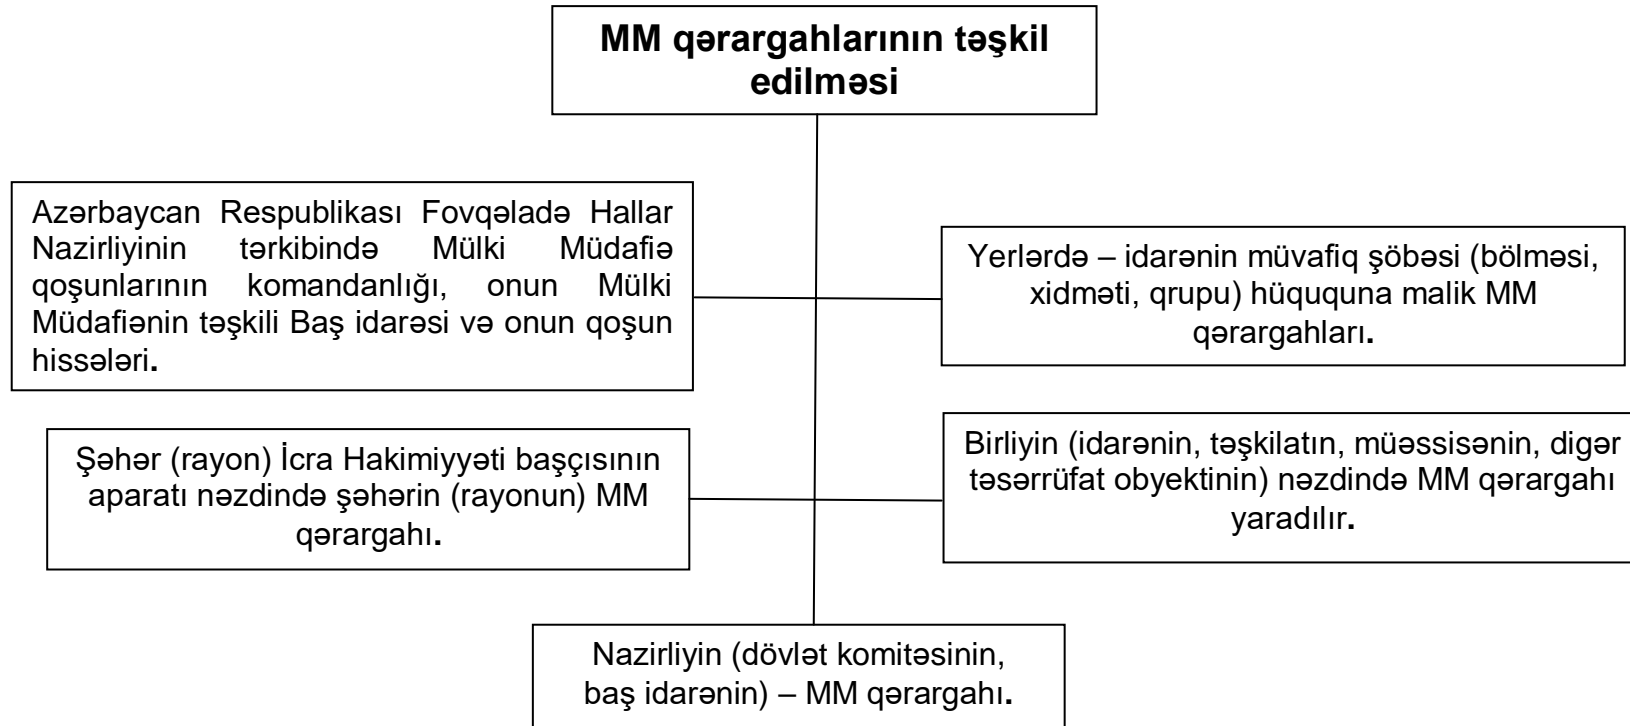 MM qərargahlarının təşkil
edilməsi
Azərbaycan Respublikası Fovqəladə Hallar
Nazirliyinin tərkibində Mülki Müdafiə
qoşunlarının komandanlığı, onun Mülki
Müdafiənin təşkili Baş idarəsi və onun qoşun
hissələri.
Yerlərdə – idarənin müvafiq şöbəsi (bölməsi,
xidməti, qrupu) hüququna malik MM
qərargahları.
Şəhər (rayon) İcra Hakimiyyəti başçısının
aparatı nəzdində şəhərin (rayonun) MM
qərargahı.
Birliyin (idarənin, təşkilatın, müəssisənin, digər
təsərrüfat obyektinin) nəzdində MM qərargahı
yaradılır.
Nazirliyin (dövlət komitəsinin,
baş idarənin) – MM qərargahı.